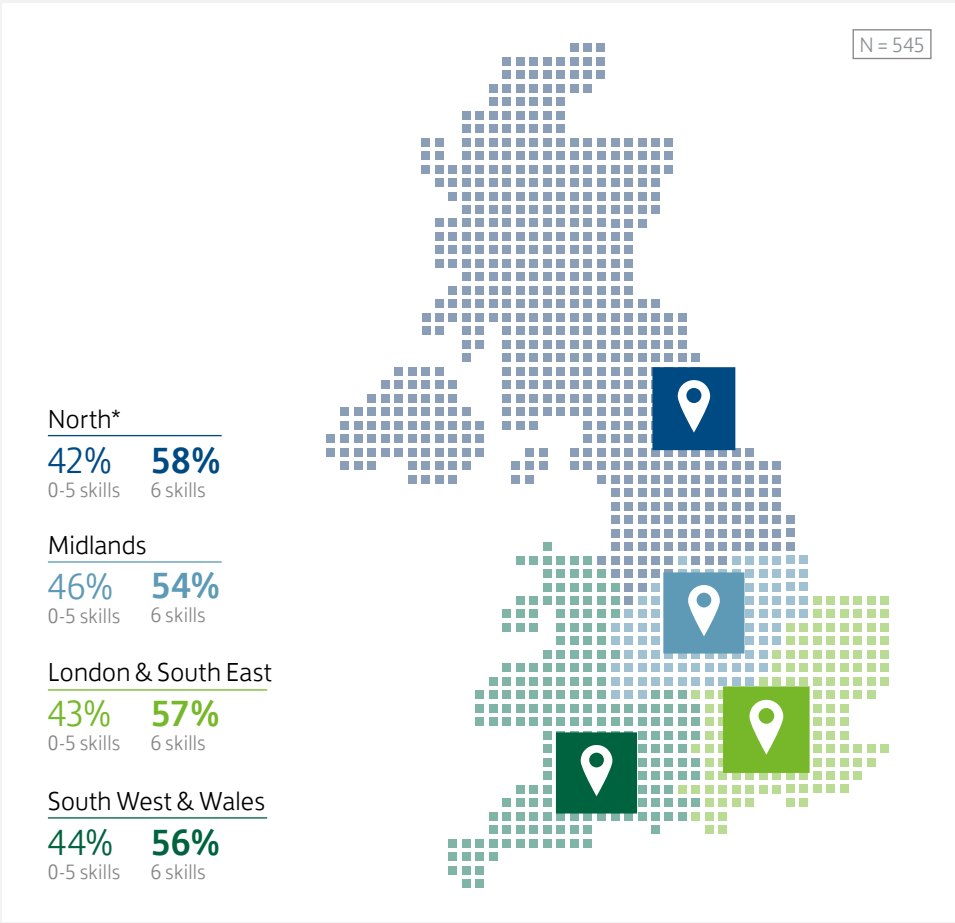 N = 545
North*
42% 58%
0-5 skills 6 skills
Midlands
46% 54%
0-5 skills 6 skills
London & South East
43% 57%
0-5 skills 6 skills
South West & Wales
44% 56%
0-5 skills 6 skills